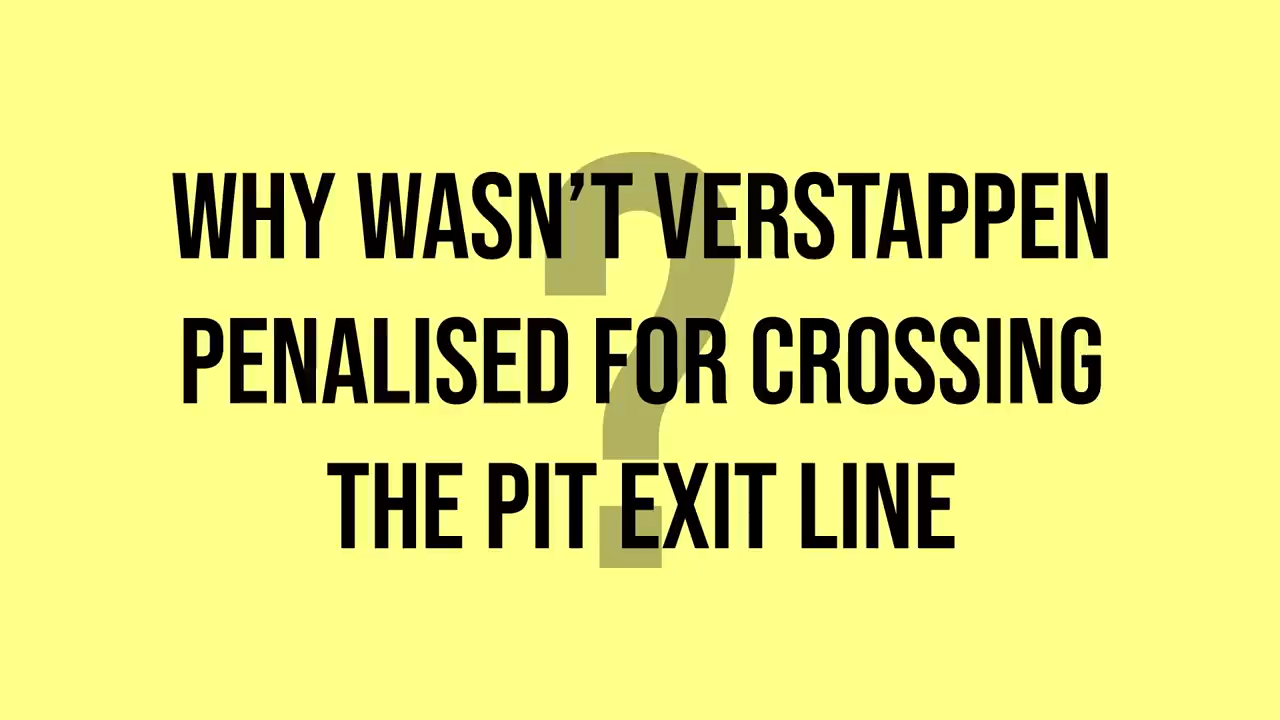 WHY WASN’T VERSTAPPEN
PENALISED FOR CROSSING
THE PIT EXIT LINE
?